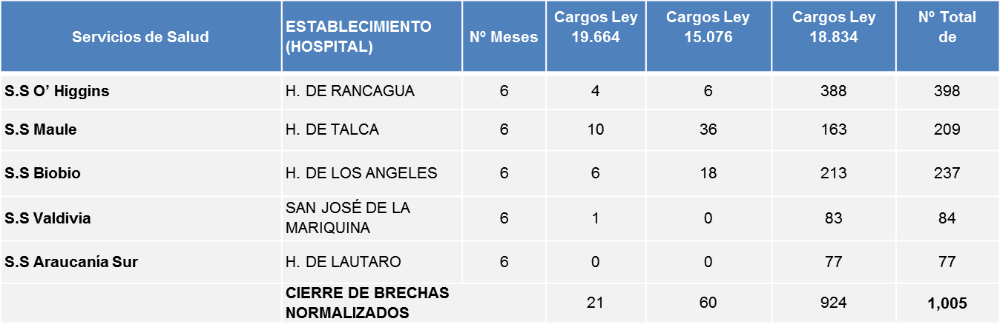 Servicios de Salud ESTABLECIMIENTO (HOSPITAL) Nº Meses Cargos Ley 19.664 Cargos Ley 15.076 Cargos Ley 18.834 Nº Total de
S.S O’ Higgins H. DE RANCAGUA 6 4 6 388 398
S.S Maule H. DE TALCA 6 10 36 163 209
S.S Biobio H. DE LOS ANGELES 6 6 18 213 237
S.S Valdivia SAN JOSÉ DE LA MARIQUINA 6 1 0 83 84
S.S Araucanía Sur H. DE LAUTARO 6 0 0 77 77
CIERRE DE BRECHAS NORMALIZADOS 21 60 924 1,005